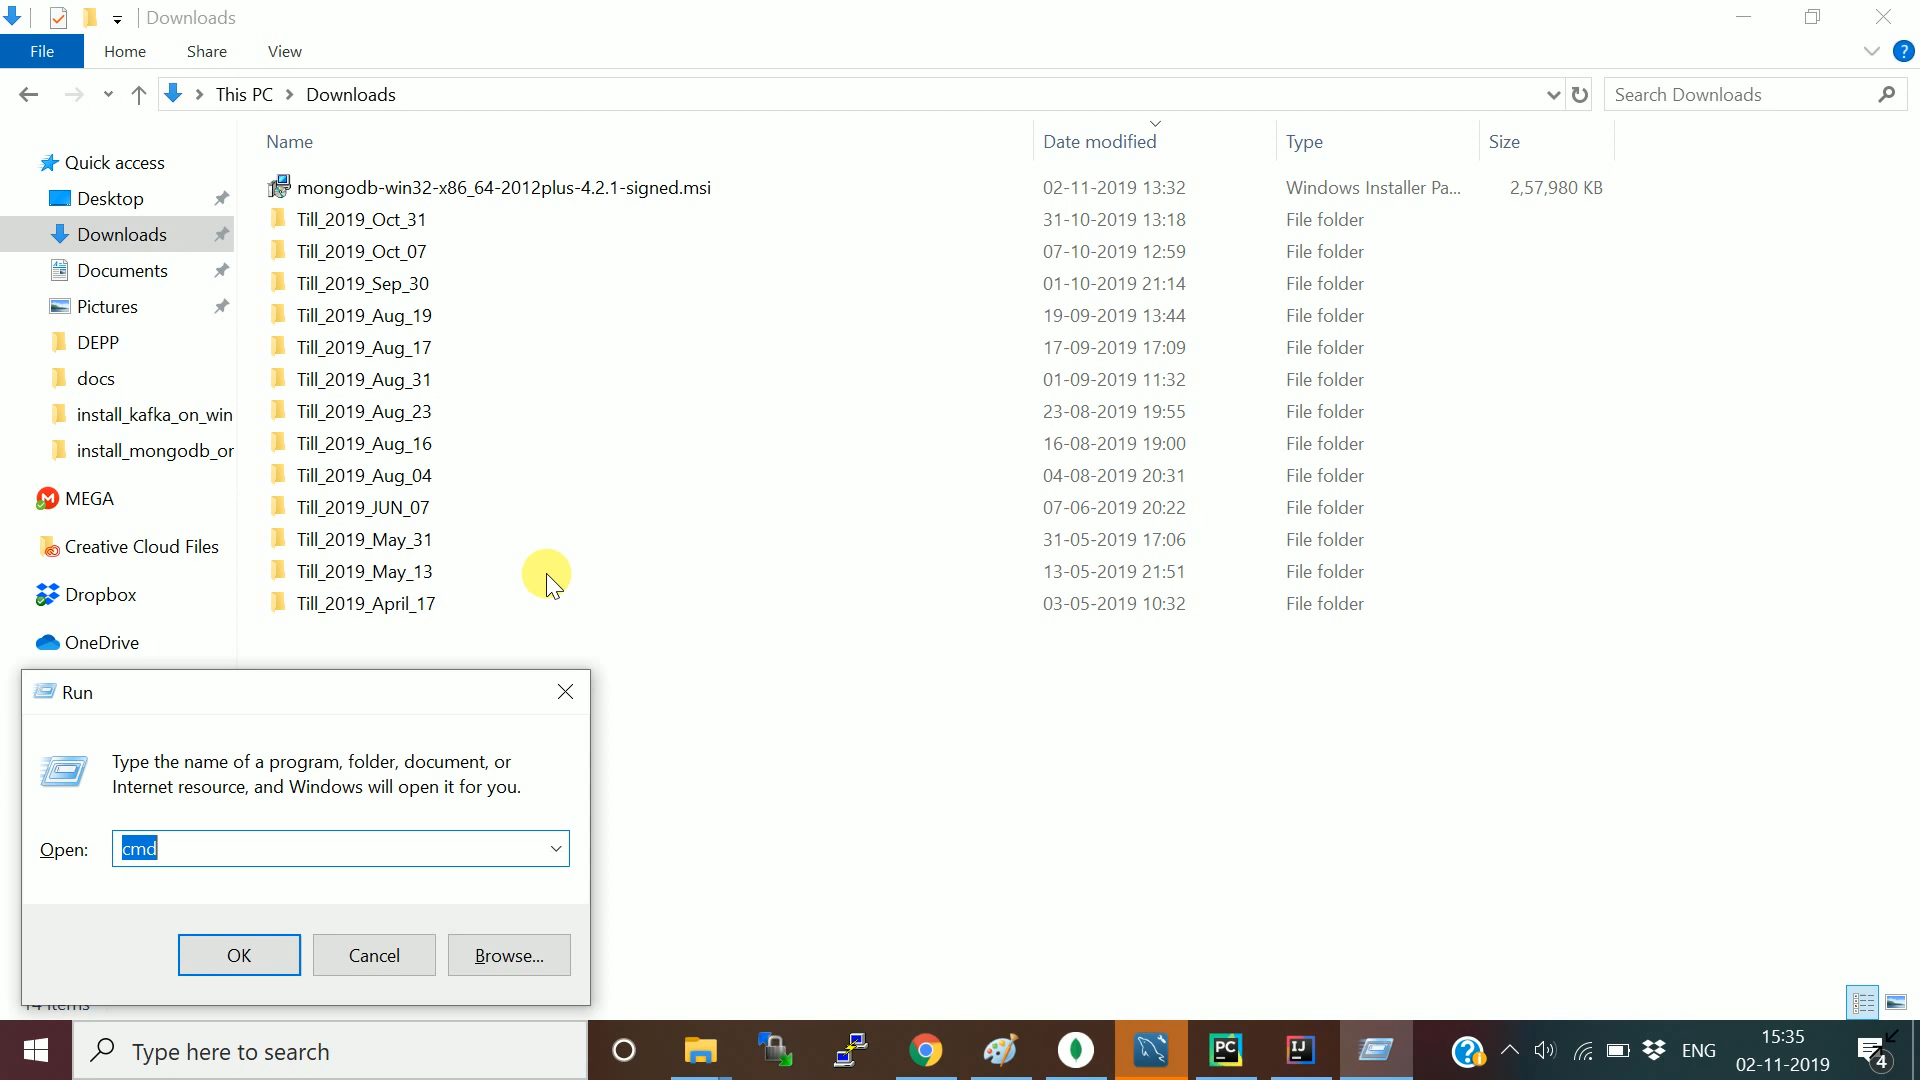 Downloads
File Home Share View
This PC Downloads Search Downloads
Name Date modified Type Size
Quick access
Desktop
Downloads
Documents
Pictures
DEPP
docs
install_kafka_on_win
install_mongodb_or
MEGA
Creative Cloud Files
Dropbox
OneDrive
mongodb-win32-x86_64-2012plus-4.2.1-signed.msi 02-11-2019 13:32 Windows Installer Pa... 2,57,980 KB
Till_2019_Oct_31 31-10-2019 13:18 File folder
Till_2019_Oct_07 07-10-2019 12:59 File folder
Till_2019_Sep_30 01-10-2019 21:14 File folder
Till_2019_Aug_19 19-09-2019 13:44 File folder
Till_2019_Aug_17 17-09-2019 17:09 File folder
Till_2019_Aug_31 01-09-2019 11:32 File folder
Till_2019_Aug_23 23-08-2019 19:55 File folder
Till_2019_Aug_16 16-08-2019 19:00 File folder
Till_2019_Aug_04 04-08-2019 20:31 File folder
Till_2019_JUN_07 07-06-2019 20:22 File folder
Till_2019_May_31 31-05-2019 17:06 File folder
Till_2019_May_13 13-05-2019 21:51 File folder
Till_2019_April_17 03-05-2019 10:32 File folder
Run
Type the name of a program, folder, document, or
Internet resource, and Windows will open it for you.
Open: cmd
OK Cancel Browse...
14 items
Type here to search
PC
IJ
ENG
15:35
02-11-2019
4